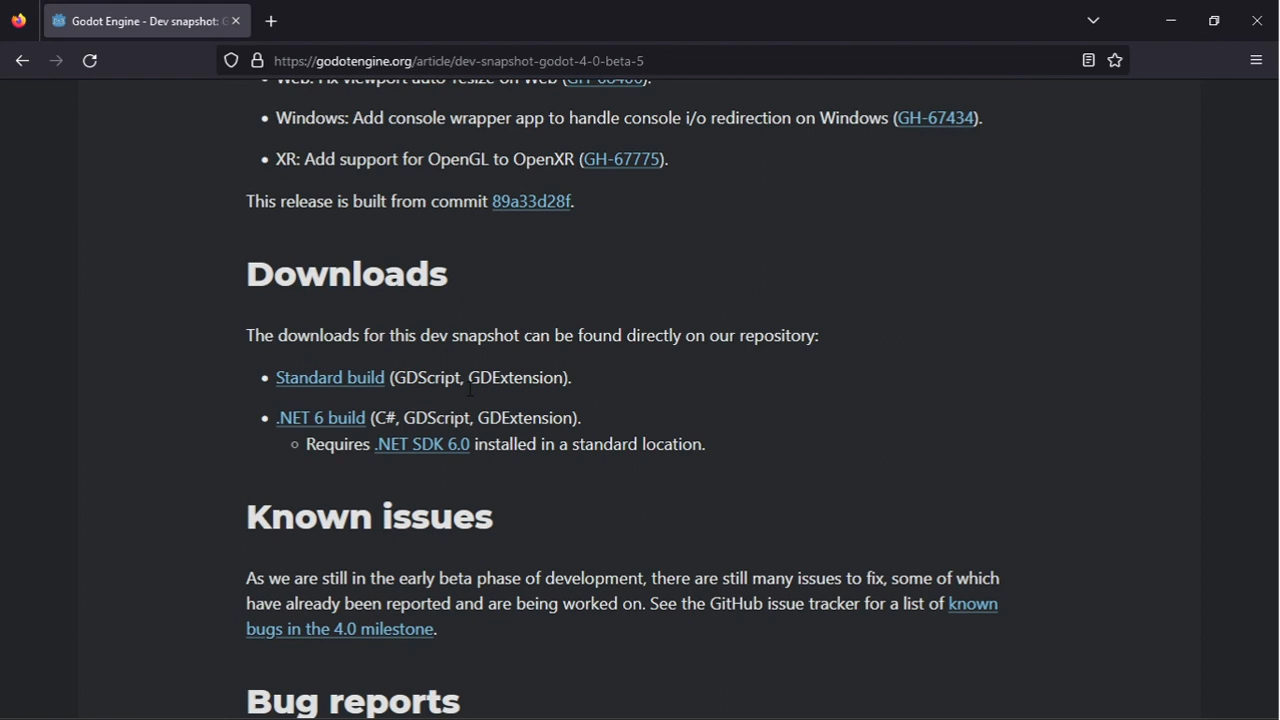 Godot Engine - Dev snapshot: G
https://godotengine.org/article/dev-snapshot-godot-4-0-beta-5
Web: Fix viewport auto-resize on Web (GH-68400).
Windows: Add console wrapper app to handle console i/o redirection on Windows (GH-67434).
XR: Add support for OpenGL to OpenXR (GH-67775).
This release is built from commit 89a33d28f.
Downloads
The downloads for this dev snapshot can be found directly on our repository:
Standard build (GDScript, GDExtension).
.NET 6 build (C#, GDScript, GDExtension).
Requires .NET SDK 6.0 installed in a standard location.
Known issues
As we are still in the early beta phase of development, there are still many issues to fix, some of which
have already been reported and are being worked on. See the GitHub issue tracker for a list of known
bugs in the 4.0 milestone.
Bug reports